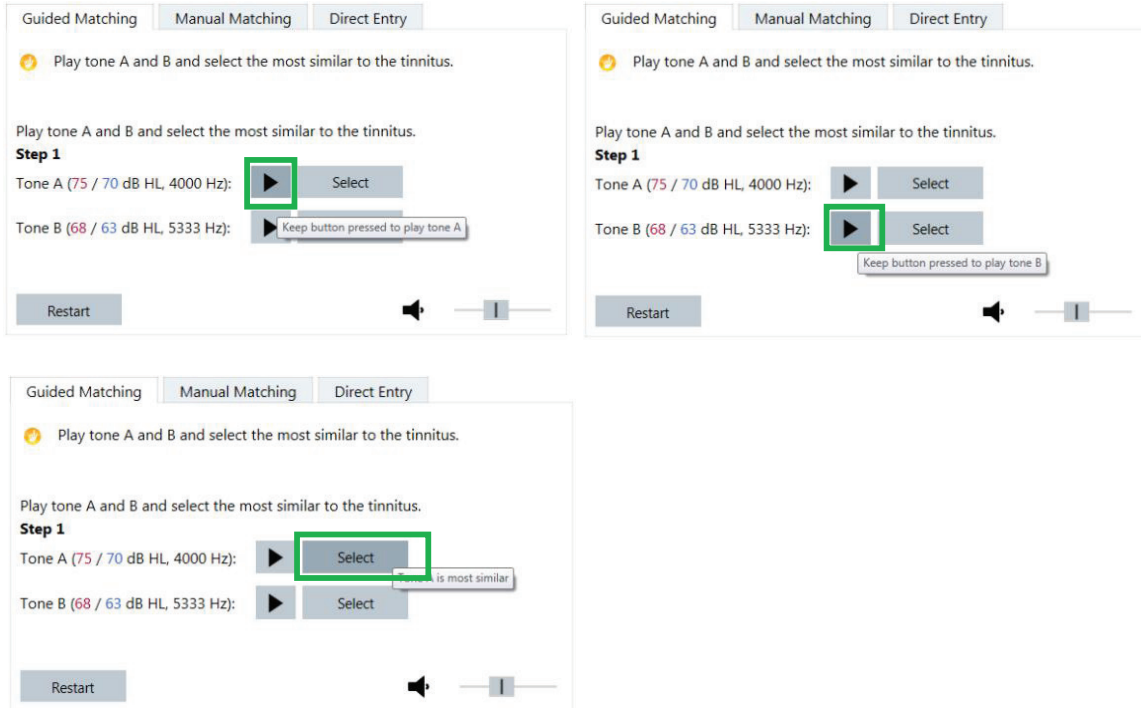 Guided Matching Manual Matching Direct Entry
Play tone A and B and select the most similar to the tinnitus.
Play tone A and B and select the most similar to the tinnitus.
Step 1
Tone A (75 / 70 dB HL, 4000 Hz): Select
Tone B (68 / 63 dB HL, 5333 Hz):
Keep button pressed to play tone A
Restart
Guided Matching Manual Matching Direct Entry
Play tone A and B and select the most similar to the tinnitus.
Play tone A and B and select the most similar to the tinnitus.
Step 1
Tone A (75 / 70 dB HL, 4000 Hz): Select
Tone B (68 / 63 dB HL, 5333 Hz): Select
Keep button pressed to play tone B
Restart
Guided Matching Manual Matching Direct Entry
Play tone A and B and select the most similar to the tinnitus.
Play tone A and B and select the most similar to the tinnitus.
Step 1
Tone A (75 / 70 dB HL, 4000 Hz): Select
Tone A is most similar
Tone B (68 / 63 dB HL, 5333 Hz): Select
Restart